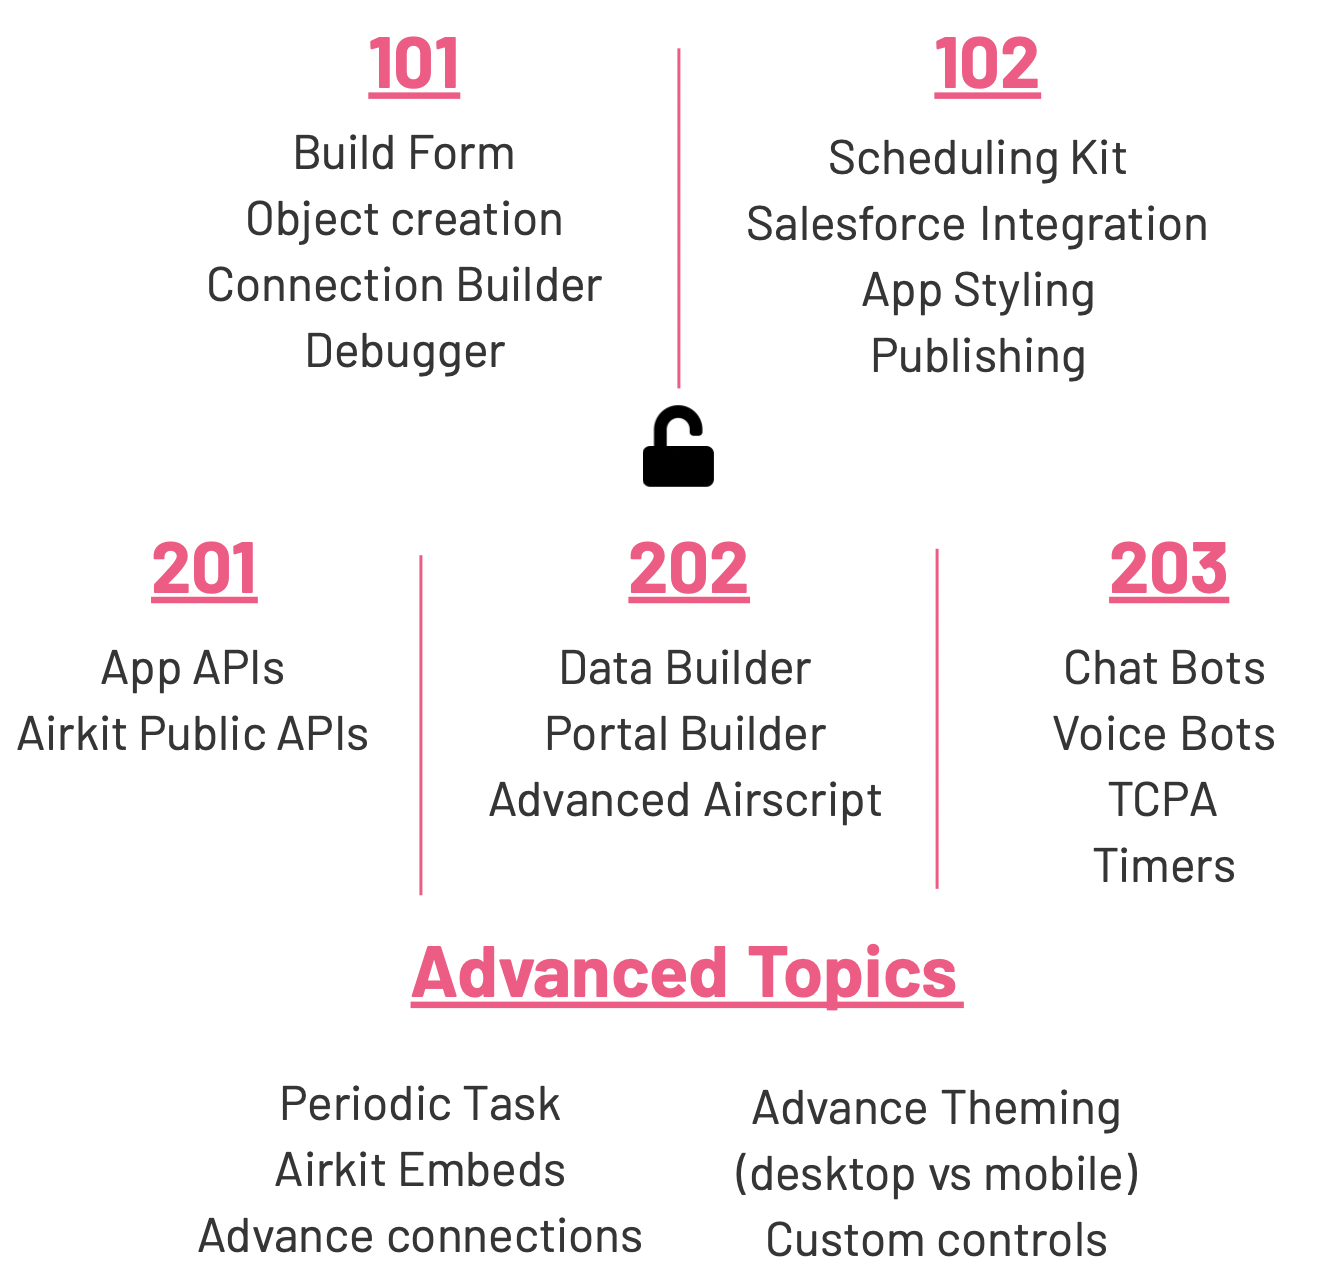 101
Build Form
Object creation
Connection Builder
Debugger
102
Scheduling Kit
Salesforce Integration
App Styling
Publishing
201
App APIs
Airkit Public APIs
202
Data Builder
Portal Builder
Advanced Airscript
203
Chat Bots
Voice Bots
TCPA
Timers
Advanced Topics
Periodic Task
Airkit Embeds
Advance connections
Advance Theming
(desktop vs mobile)
Custom controls